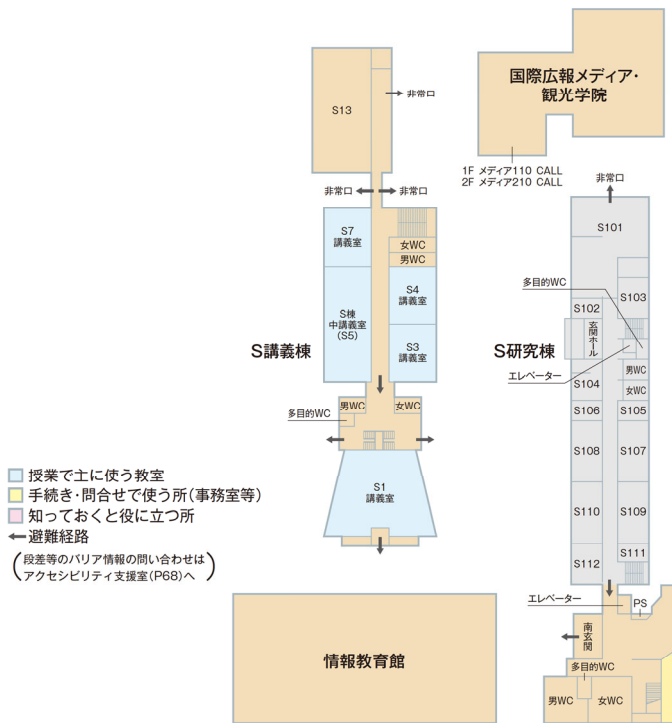 国際広報メディア・
観光学院
1F メディア110 CALL
2F メディア210 CALL
S13
非常口
非常口
非常口
S7
講義室
女WC
男WC
S棟
中講義室
(S5)
S4
講義室
S3
講義室
S講義棟
男WC
女WC
多目的WC
S1
講義室
非常口
S101
多目的WC
S103
S102
玄関ホール
S研究棟
エレベーター
男WC
S104
女WC
S106
S105
S108
S107
S110
S109
S112
S111
エレベーター
PS
南玄関
多目的WC
男WC
女WC
授業で主に使う教室
手続き・問合せで使う所(事務室等)
知っておくと役に立つ所
避難経路
(段差等のバリア情報の問い合わせは
アクセシビリティ支援室(P68)へ)
情報教育館